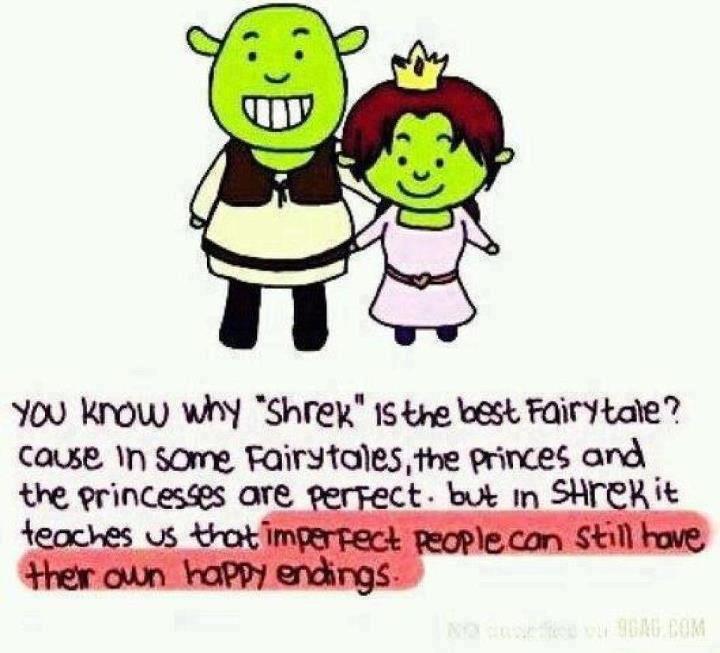 You know why "Shrek" is the best Fairytale?
cause in some Fairytales, the princes and
the princesses are perfect. but in SHrek it
teaches us that imperfect people can still have
their own happy endings.
9GAG.COM